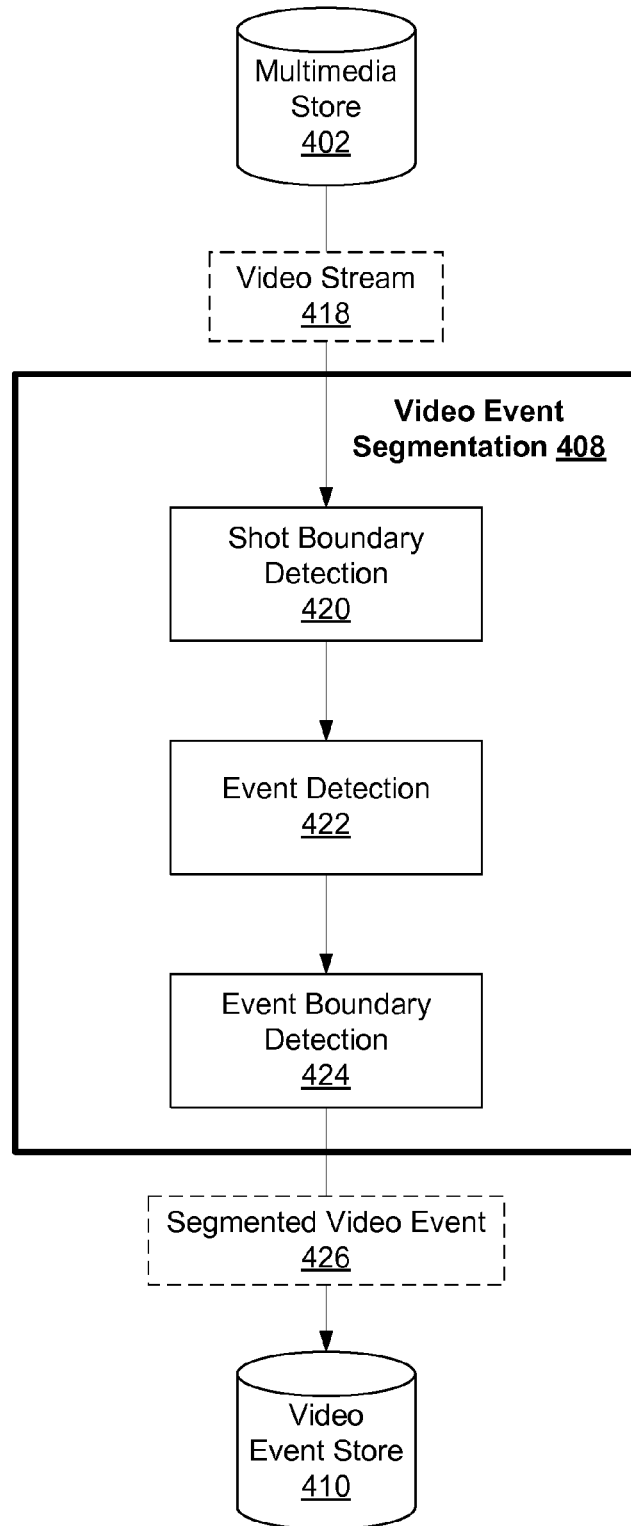 Multimedia
Store
402
Video Stream
418
Video Event
Segmentation 408
Shot Boundary
Detection
420
Event Detection
422
Event Boundary
Detection
424
Segmented Video Event
426
Video
Event Store
410